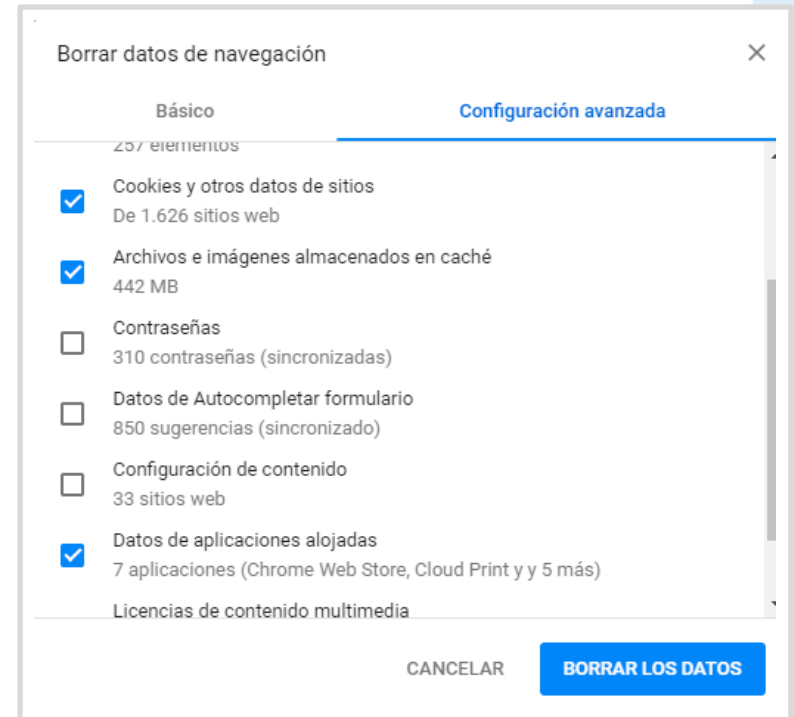 Borrar datos de navegación
Básico
Configuración avanzada
257 elementos
Cookies y otros datos de sitios
De 1.626 sitios web
Archivos e imágenes almacenados en caché
442 MB
Contraseñas
310 contraseñas (sincronizadas)
Datos de Autocompletar formulario
850 sugerencias (sincronizado)
Configuración de contenido
33 sitios web
Datos de aplicaciones alojadas
7 aplicaciones (Chrome Web Store, Cloud Print y y 5 más)
Licencias de contenido multimedia
CANCELAR
BORRAR LOS DATOS